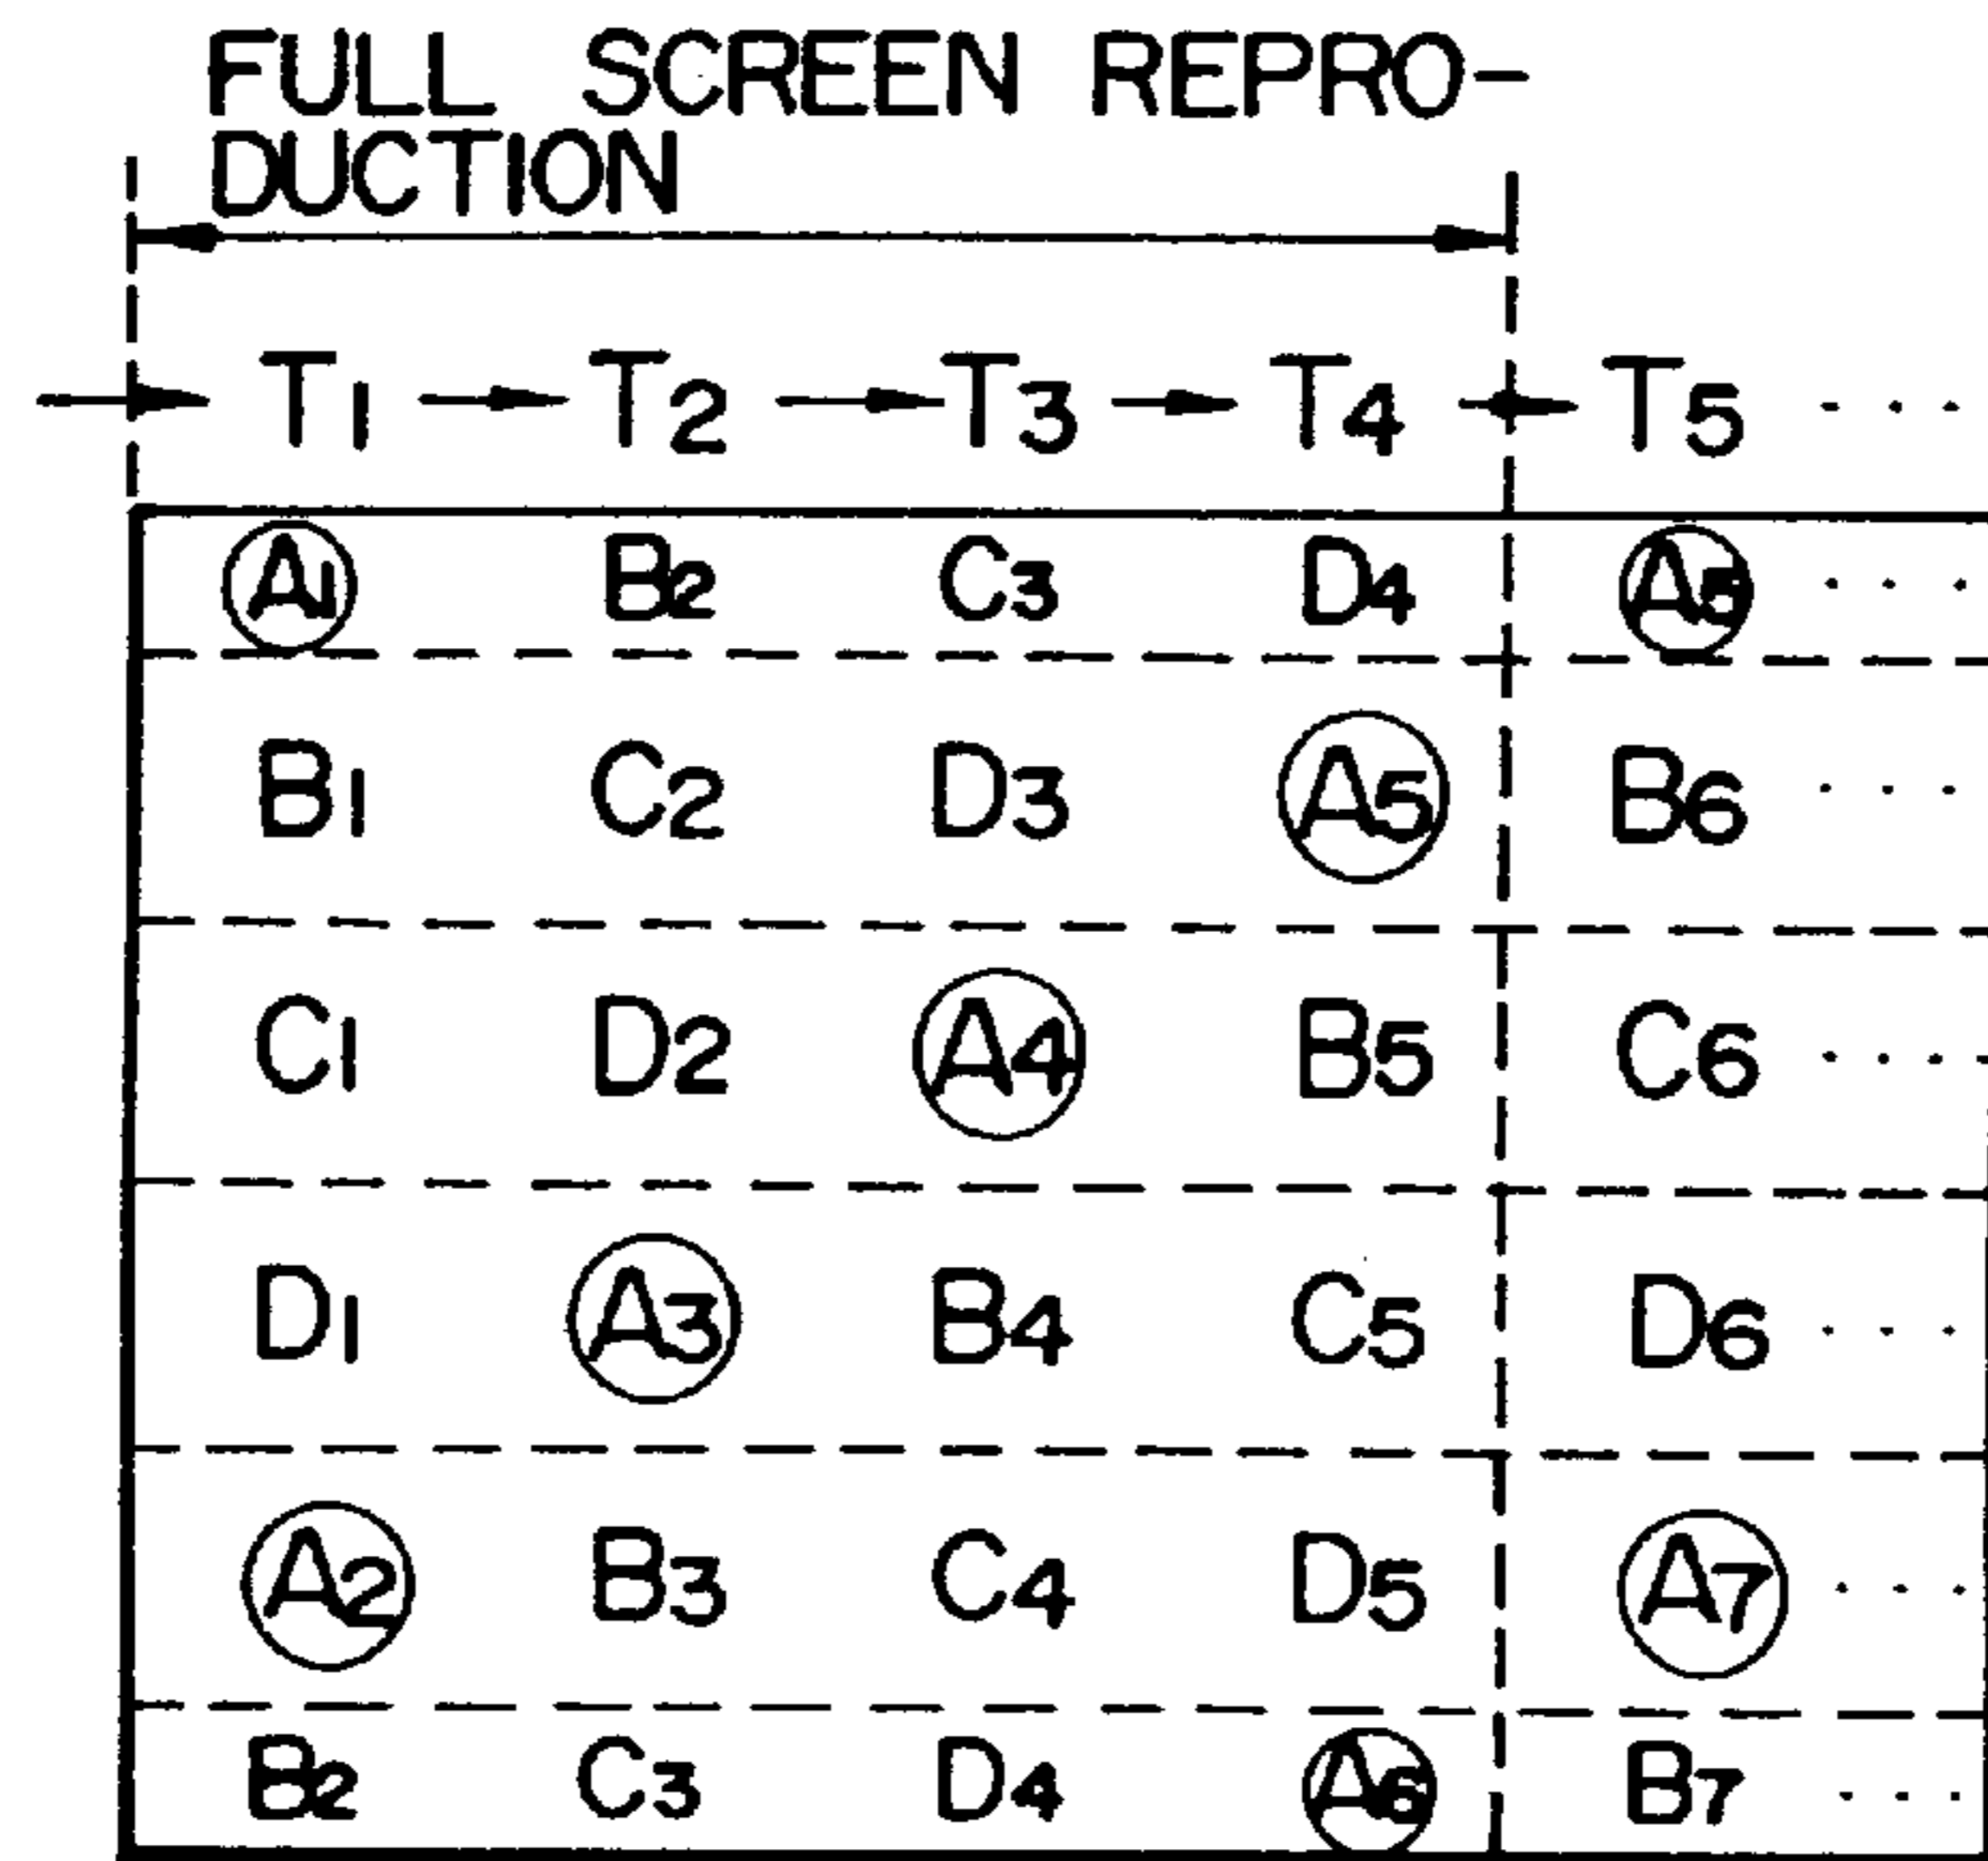 FULL SCREEN REPRO-
DUCTION
T1 T2 T3 T4 T5 ...
A1 B2 C3 D4 A5 ...
B1 C2 D3 A5 B6 ...
C1 D2 A4 B5 C6 ....
D1 A3 B4 C5 D6 ...
A2 B3 C4 D5 A7 ...
B2 C3 D4 A6 B7 ...